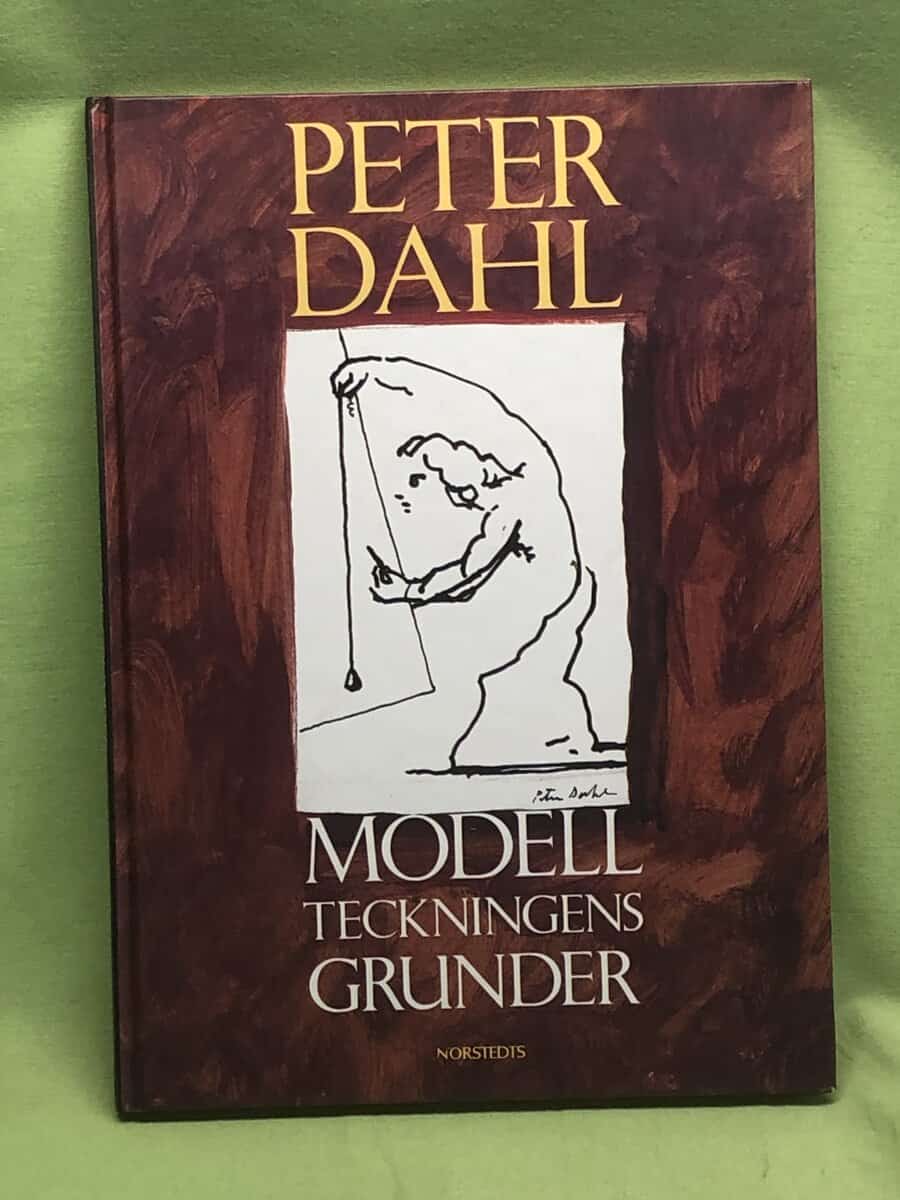 PETER
DAHL
Peter Dahl
MODELL
TECKNINGENS
GRUNDER
NORSTEDTS